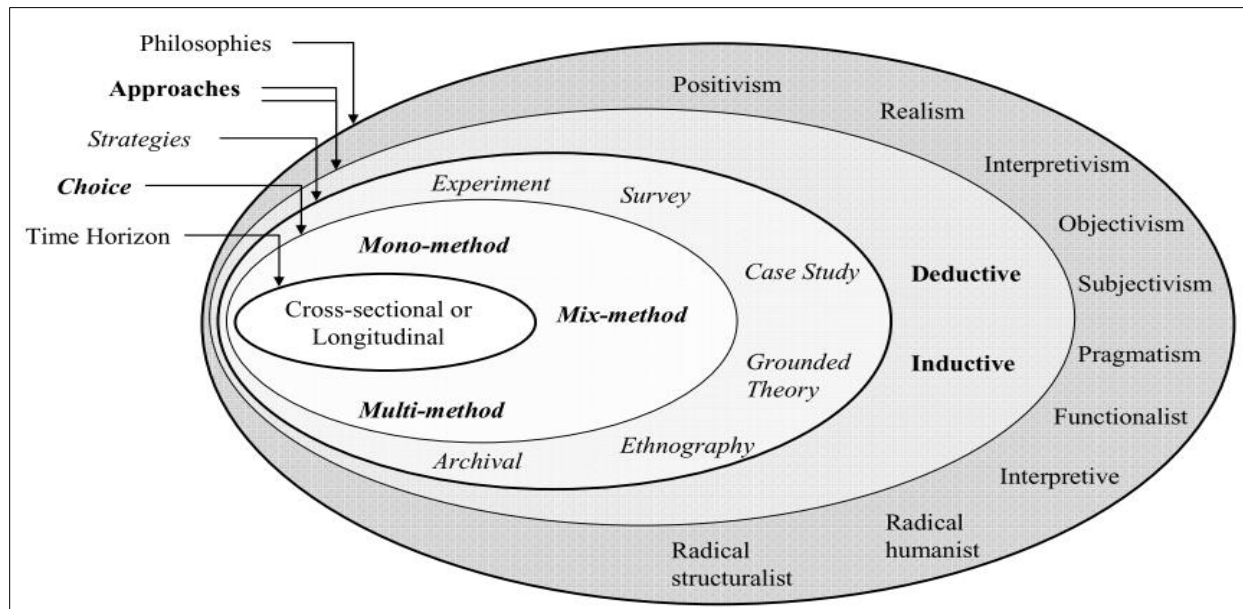 Philosophies
Approaches
Strategies
Choice
Time Horizon
Positivism
Realism
Interpretivism
Objectivism
Subjectivism
Pragmatism
Functionalist
Interpretive
Radical
humanist
Radical
structuralist
Deductive
Inductive
Experiment
Survey
Case Study
Grounded
Theory
Ethnography
Archival
Mono-method
Mix-method
Multi-method
Cross-sectional or
Longitudinal